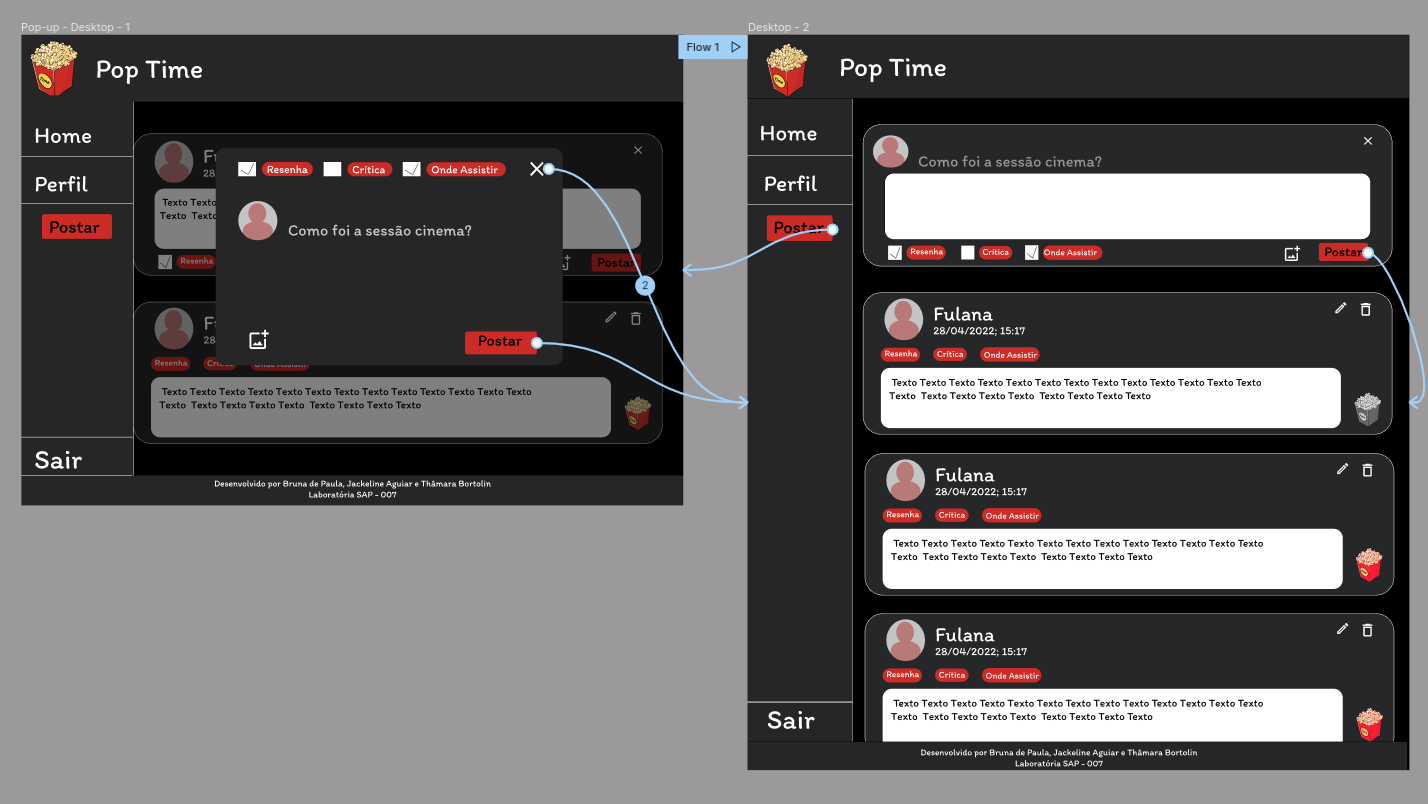 Pop-up - Desktop - 1
Pop Time
Home
Perfil
Postar
Sair
F
28
Texto Texto
Texto Texto
Resenha
Postar
Resenha
Crítica
Onde Assistir
Como foi a sessão cinema?
Postar
2
F
28
Resenha
Crítica
Onde Assistir
Texto Texto Texto Texto Texto Texto Texto Texto Texto Texto Texto Texto Texto
Texto Texto Texto Texto Texto Texto Texto Texto Texto
Desenvolvido por Bruna de Paula, Jackeline Aguiar e Thâmara Bortolin
Laboratória SAP - 007
Flow 1
Desktop - 2
Pop Time
Home
Perfil
Postar
Sair
Como foi a sessão cinema?
Resenha
Crítica
Onde Assistir
Postar
Fulana
28/04/2022; 15:17
Resenha
Crítica
Onde Assistir
Texto Texto Texto Texto Texto Texto Texto Texto Texto Texto Texto Texto Texto
Texto Texto Texto Texto Texto Texto Texto Texto Texto
Fulana
28/04/2022; 15:17
Resenha
Crítica
Onde Assistir
Texto Texto Texto Texto Texto Texto Texto Texto Texto Texto Texto Texto Texto
Texto Texto Texto Texto Texto Texto Texto Texto Texto
Fulana
28/04/2022; 15:17
Resenha
Crítica
Onde Assistir
Texto Texto Texto Texto Texto Texto Texto Texto Texto Texto Texto Texto Texto
Texto Texto Texto Texto Texto Texto Texto Texto Texto
Desenvolvido por Bruna de Paula, Jackeline Aguiar e Thâmara Bortolin
Laboratória SAP - 007